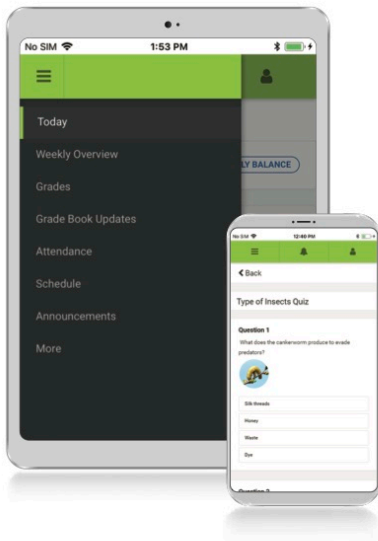 No SIM 1:53 PM
Today
Weekly Overview
LY BALANCE
Grades
Grade Book Updates
Attendance
Schedule
Announcements
More
No SIM 12:40 PM
Back
Type of Insects Quiz
Question 1
What does the cankerworm produce to evade
predators?
Silk threads
Honey
Waste
Dye
Question 2